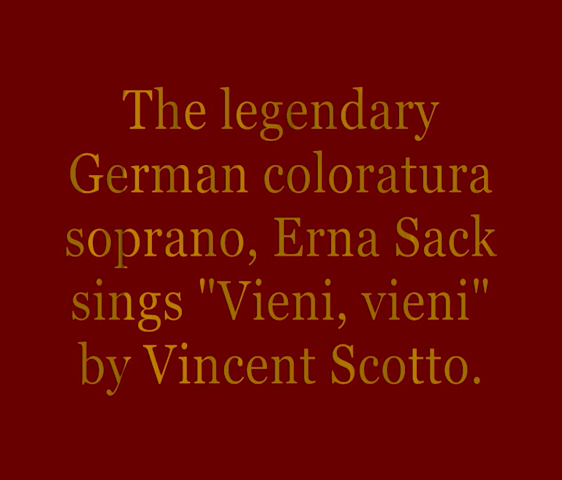 The legendary
German coloratura
soprano, Erna Sack
sings "Vieni, vieni"
by Vincent Scotto.